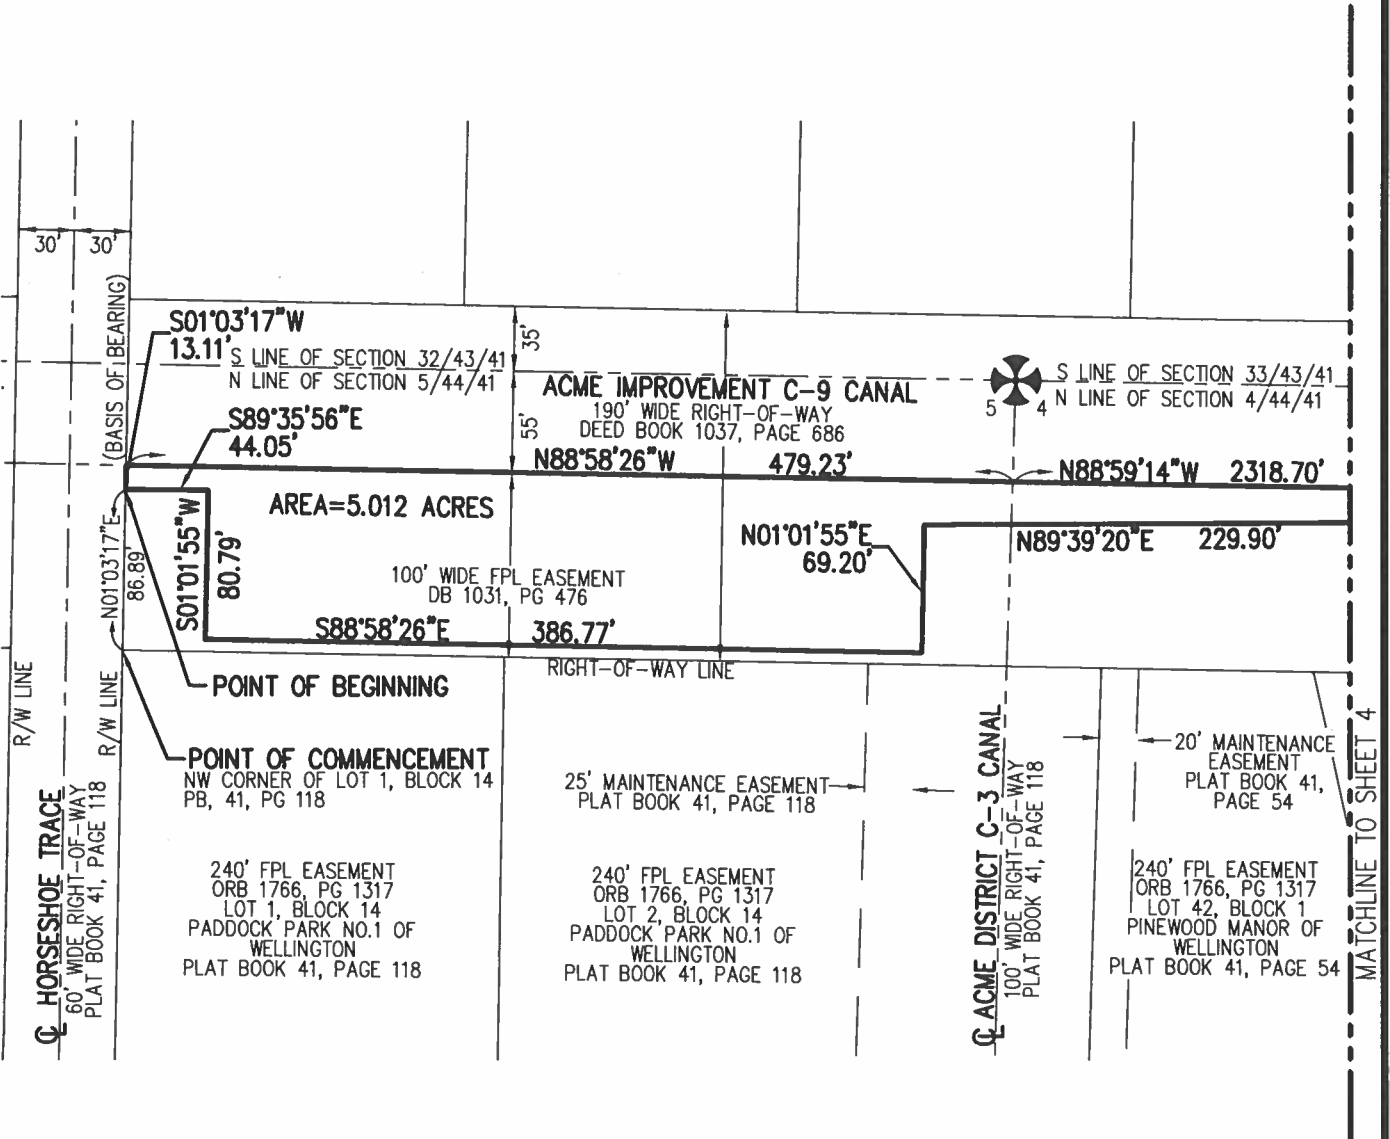 30'
30'
(BASIS OF BEARING)
S01°03'17"W
13.11'
S LINE OF SECTION 32/43/41
N LINE OF SECTION 5/44/41
35'
55'
ACME IMPROVEMENT C-9 CANAL
190' WIDE RIGHT-OF-WAY
DEED BOOK 1037, PAGE 686
5
4
S LINE OF SECTION 33/43/41
N LINE OF SECTION 4/44/41
S89°35'56"E
44.05'
N88°58'26"W 479.23'
N88°59'14"W 2318.70'
AREA=5.012 ACRES
N01°03'17"E
86.89'
S01°01'55"W
80.79'
N01°01'55"E
69.20'
N89°39'20"E 229.90'
100' WIDE FPL EASEMENT
DB 1031, PG 476
S88°58'26"E 386.77'
RIGHT-OF-WAY LINE
R/W LINE
R/W LINE
POINT OF BEGINNING
POINT OF COMMENCEMENT
NW CORNER OF LOT 1, BLOCK 14
PB, 41, PG 118
25' MAINTENANCE EASEMENT
PLAT BOOK 41, PAGE 118
20' MAINTENANCE
EASEMENT
PLAT BOOK 41,
PAGE 54
℄ HORSESHOE TRACE
60' WIDE RIGHT-OF-WAY
PLAT BOOK 41, PAGE 118
240' FPL EASEMENT
ORB 1766, PG 1317
LOT 1, BLOCK 14
PADDOCK PARK NO.1 OF
WELLINGTON
PLAT BOOK 41, PAGE 118
240' FPL EASEMENT
ORB 1766, PG 1317
LOT 2, BLOCK 14
PADDOCK PARK NO.1 OF
WELLINGTON
PLAT BOOK 41, PAGE 118
℄ ACME DISTRICT C-3 CANAL
100' WIDE RIGHT-OF-WAY
PLAT BOOK 41, PAGE 118
240' FPL EASEMENT
ORB 1766, PG 1317
LOT 42, BLOCK 1
PINEWOOD MANOR OF
WELLINGTON
PLAT BOOK 41, PAGE 54
MATCHLINE TO SHEET 4